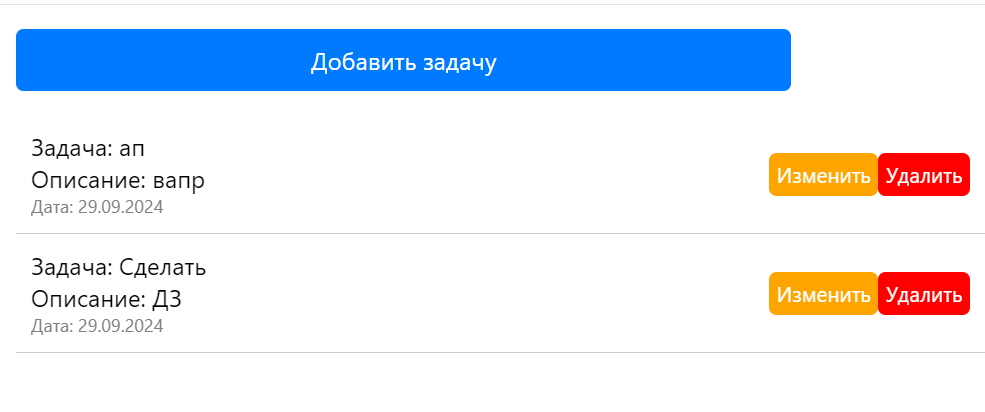 Добавить задачу
Задача: ап
Описание: вапр
Дата: 29.09.2024
Изменить Удалить
Задача: Сделать
Описание: ДЗ
Дата: 29.09.2024
Изменить Удалить